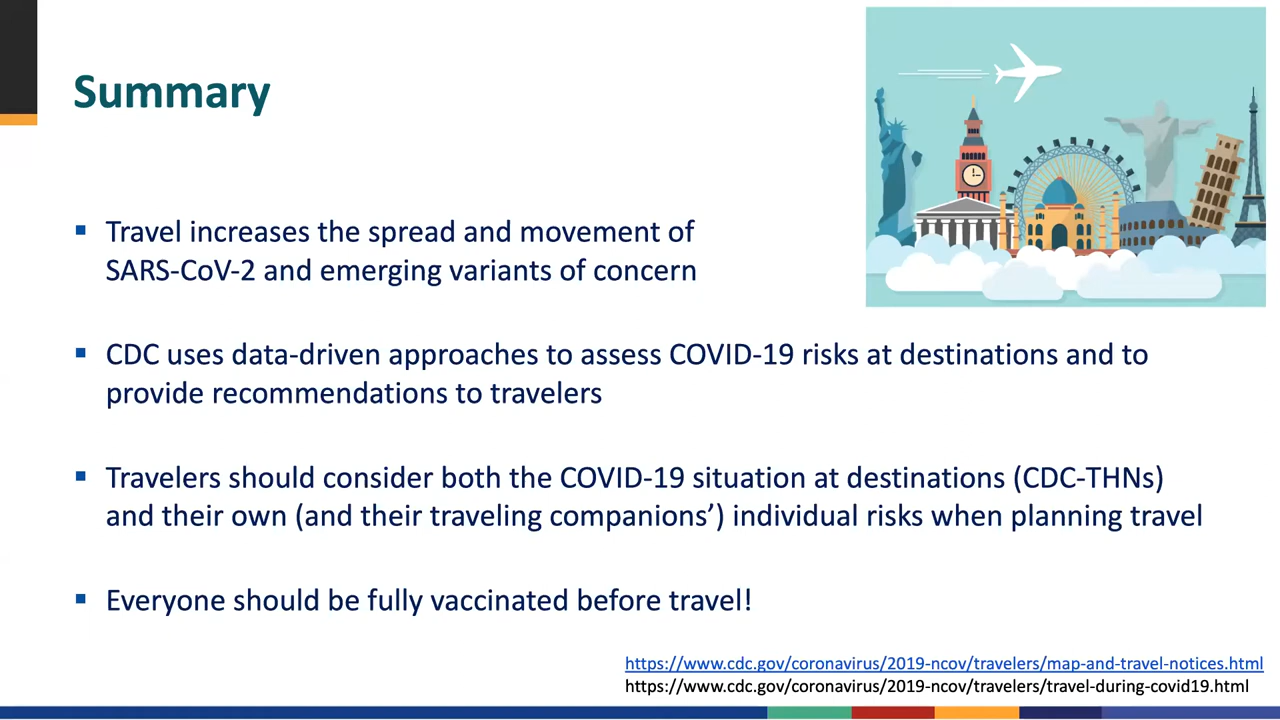 Summary
▪ Travel increases the spread and movement of
SARS-CoV-2 and emerging variants of concern
▪ CDC uses data-driven approaches to assess COVID-19 risks at destinations and to
provide recommendations to travelers
▪ Travelers should consider both the COVID-19 situation at destinations (CDC-THNs)
and their own (and their traveling companions’) individual risks when planning travel
▪ Everyone should be fully vaccinated before travel!
https://www.cdc.gov/coronavirus/2019-ncov/travelers/map-and-travel-notices.html
https://www.cdc.gov/coronavirus/2019-ncov/travelers/travel-during-covid19.html